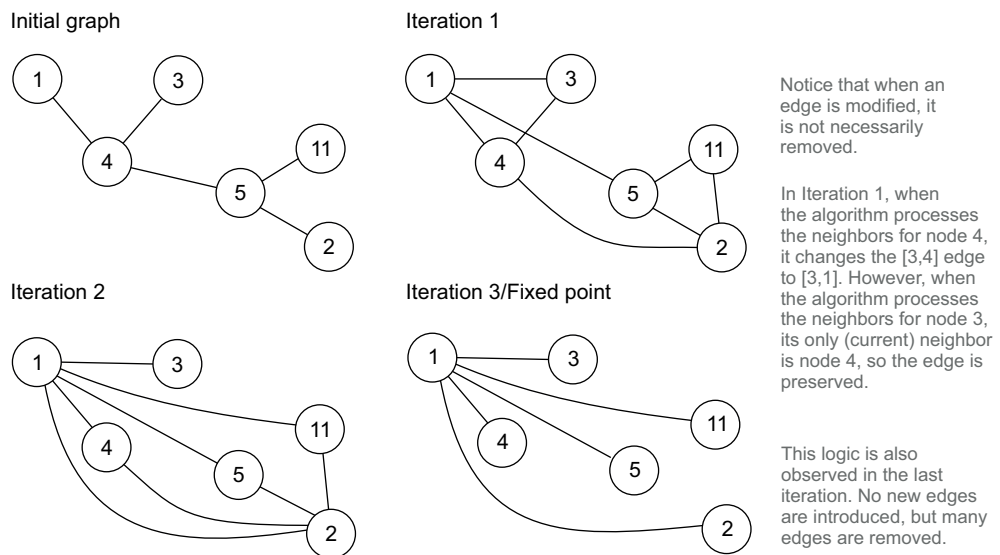 Initial graph
1
3
4
11
5
2
Iteration 1
1
3
4
11
5
2
Iteration 2
1
3
11
4
5
2
Iteration 3/Fixed point
1
3
11
4
5
2
Notice that when an
edge is modified, it
is not necessarily
removed.
In Iteration 1, when
the algorithm processes
the neighbors for node 4,
it changes the [3,4] edge
to [3,1]. However, when
the algorithm processes
the neighbors for node 3,
its only (current) neighbor
is node 4, so the edge is
preserved.
This logic is also
observed in the last
iteration. No new edges
are introduced, but many
edges are removed.